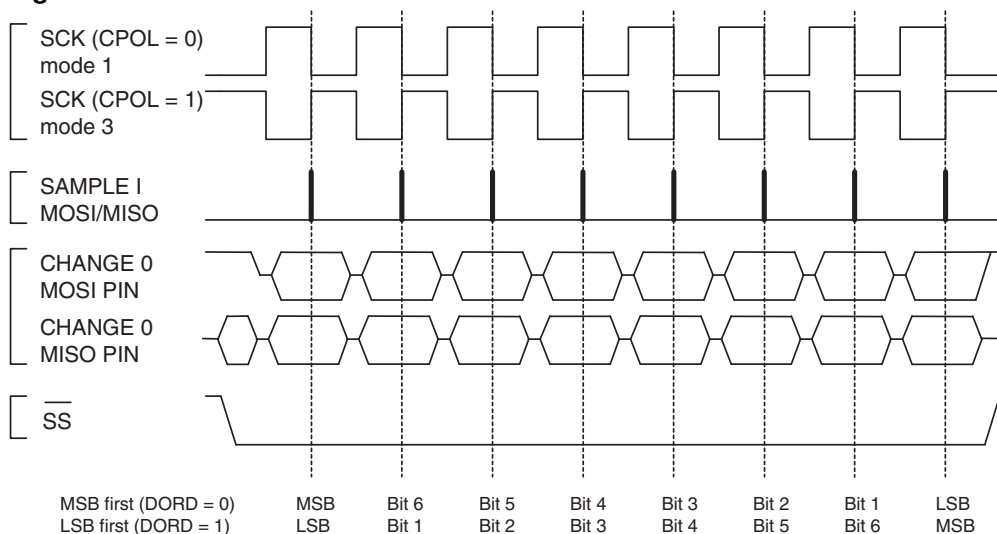 SCK (CPOL = 0)
mode 1
SCK (CPOL = 1)
mode 3
SAMPLE I
MOSI/MISO
CHANGE 0
MOSI PIN
CHANGE 0
MISO PIN
SS
MSB first (DORD = 0) MSB Bit 6 Bit 5 Bit 4 Bit 3 Bit 2 Bit 1 LSB
LSB first (DORD = 1) LSB Bit 1 Bit 2 Bit 3 Bit 4 Bit 5 Bit 6 MSB